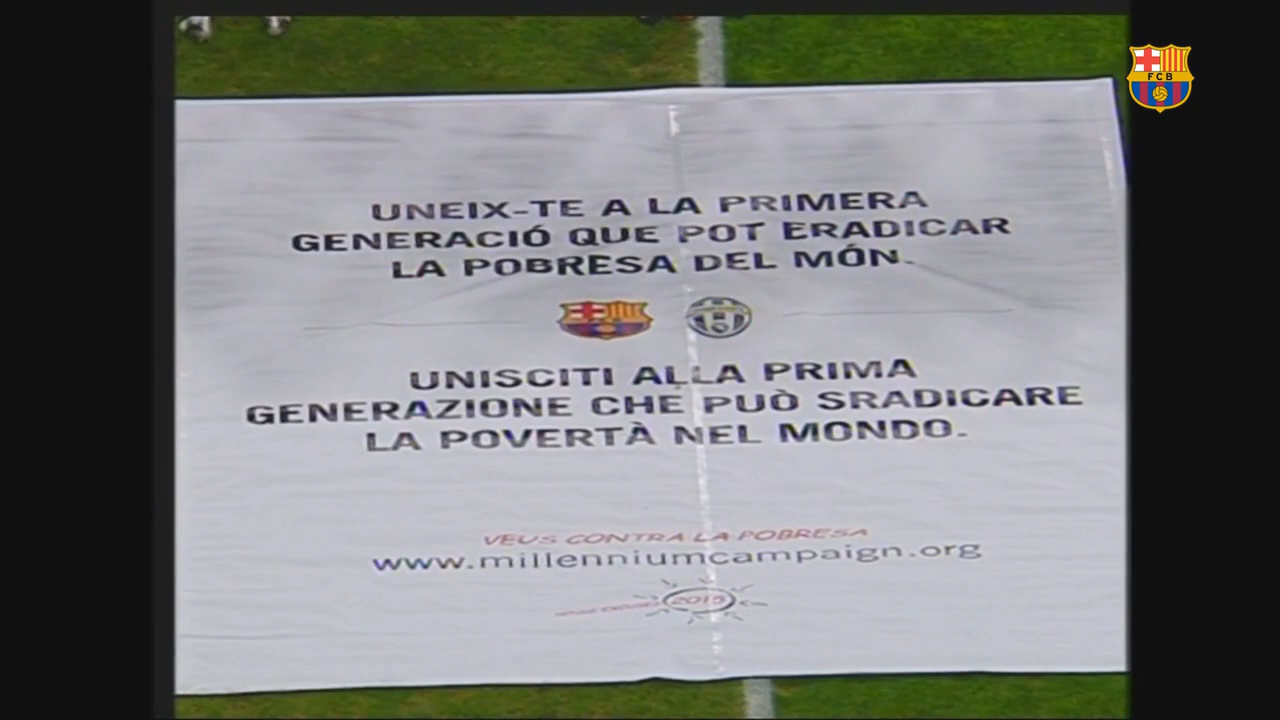 FCB
UNEIX-TE A LA PRIMERA
GENERACIÓ QUE POT ERADICAR
LA POBRESA DEL MÓN.
UNISCITI ALLA PRIMA
GENERAZIONE CHE PUÒ SRADICARE
LA POVERTÀ NEL MONDO.
VEUS CONTRA LA POBRESA
www.millenniumcampaign.org
2015